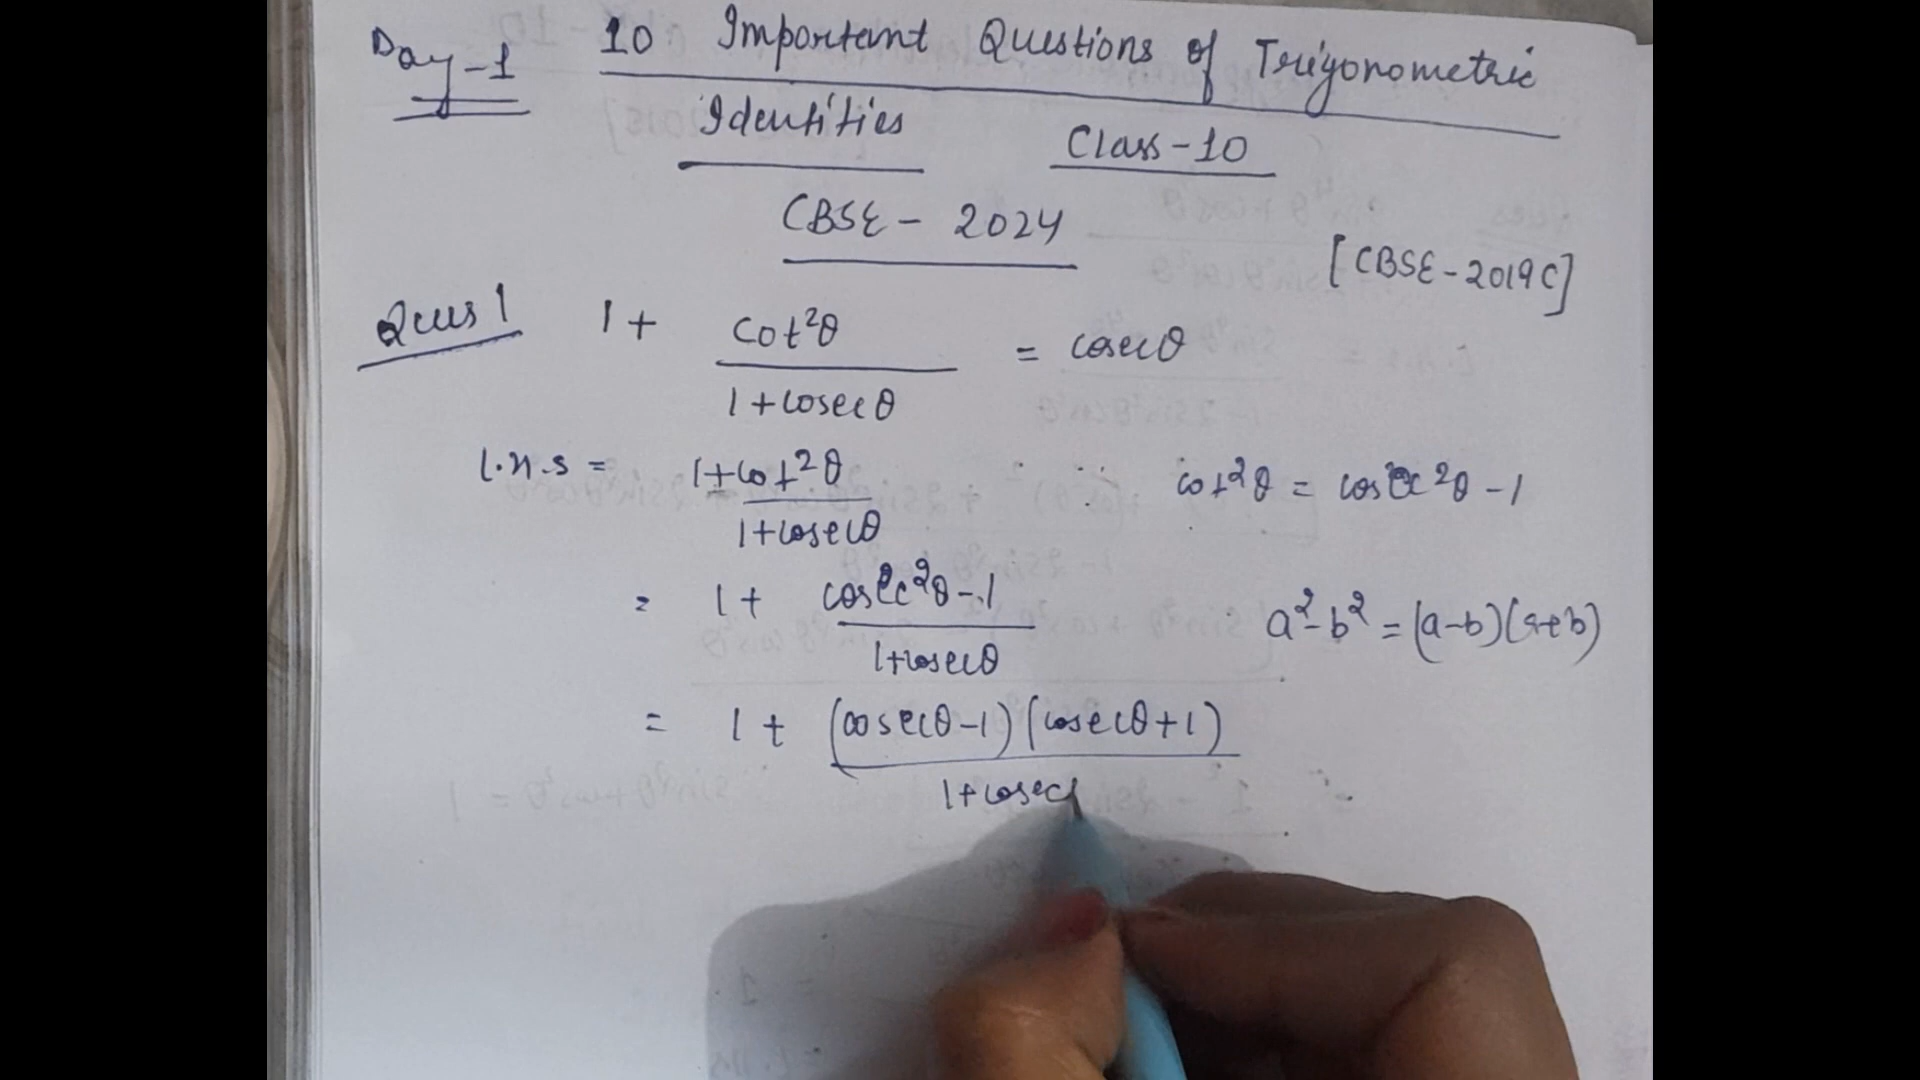 Day-1 10 Important Questions of Trigonometric
Identities Class-10
CBSE - 2024
[CBSE-2019C]
Ques 1 1 + cot²θ / 1+cosecθ = cosecθ
L.H.S = 1+cot²θ / 1+cosecθ ∵ cot²θ = cosec²θ -1
= 1+ cosec²θ-1 / 1+cosecθ a²-b² = (a-b)(a+b)
= 1+ (cosecθ-1)(cosecθ+1) / 1+cosec